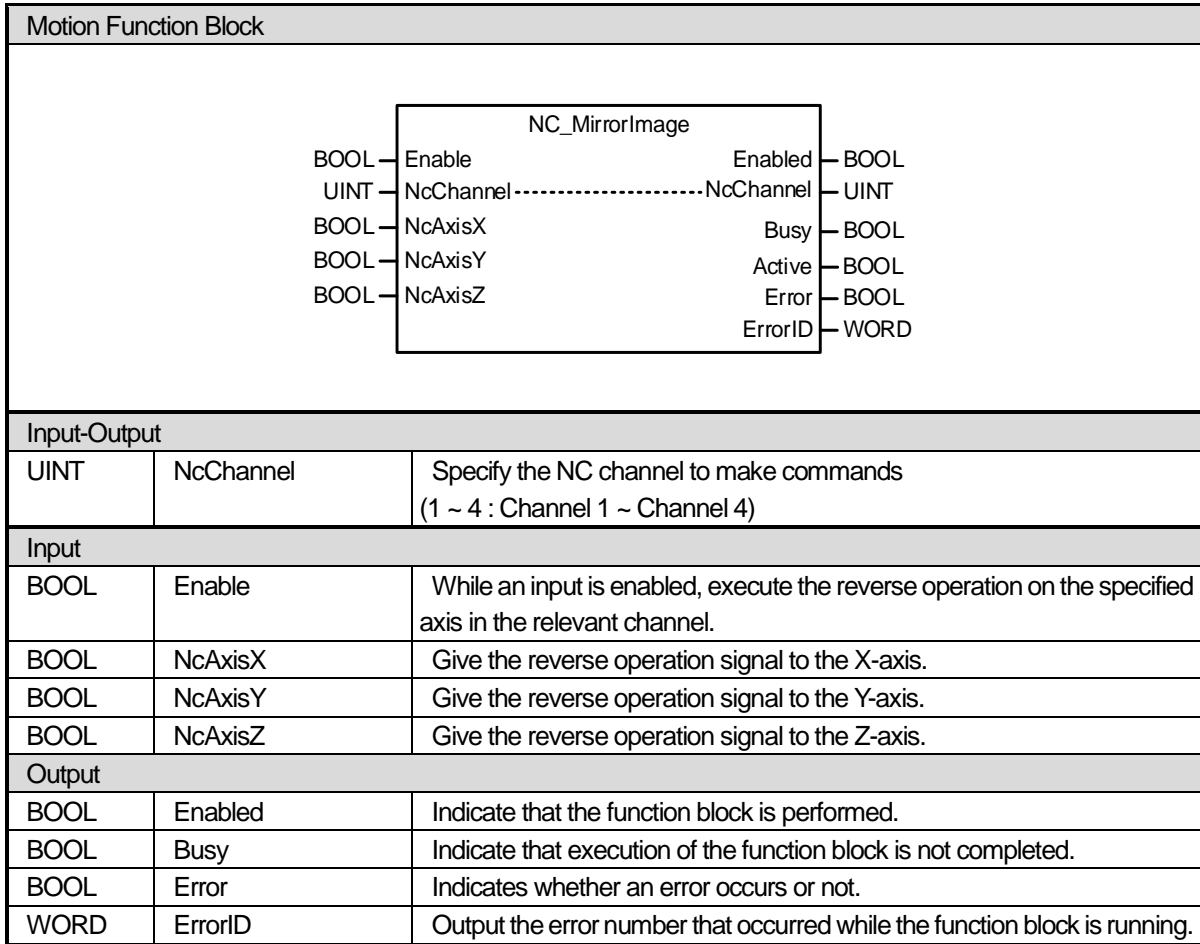 Motion Function Block
NC_MirrorImage
BOOL Enable Enabled BOOL
UINT NcChannel NcChannel UINT
BOOL NcAxisX Busy BOOL
BOOL NcAxisY Active BOOL
BOOL NcAxisZ Error BOOL
ErrorID WORD
Input-Output
UINT NcChannel Specify the NC channel to make commands
(1 ~ 4 : Channel 1 ~ Channel 4)
Input
BOOL Enable While an input is enabled, execute the reverse operation on the specified
axis in the relevant channel.
BOOL NcAxisX Give the reverse operation signal to the X-axis.
BOOL NcAxisY Give the reverse operation signal to the Y-axis.
BOOL NcAxisZ Give the reverse operation signal to the Z-axis.
Output
BOOL Enabled Indicate that the function block is performed.
BOOL Busy Indicate that execution of the function block is not completed.
BOOL Error Indicates whether an error occurs or not.
WORD ErrorID Output the error number that occurred while the function block is running.